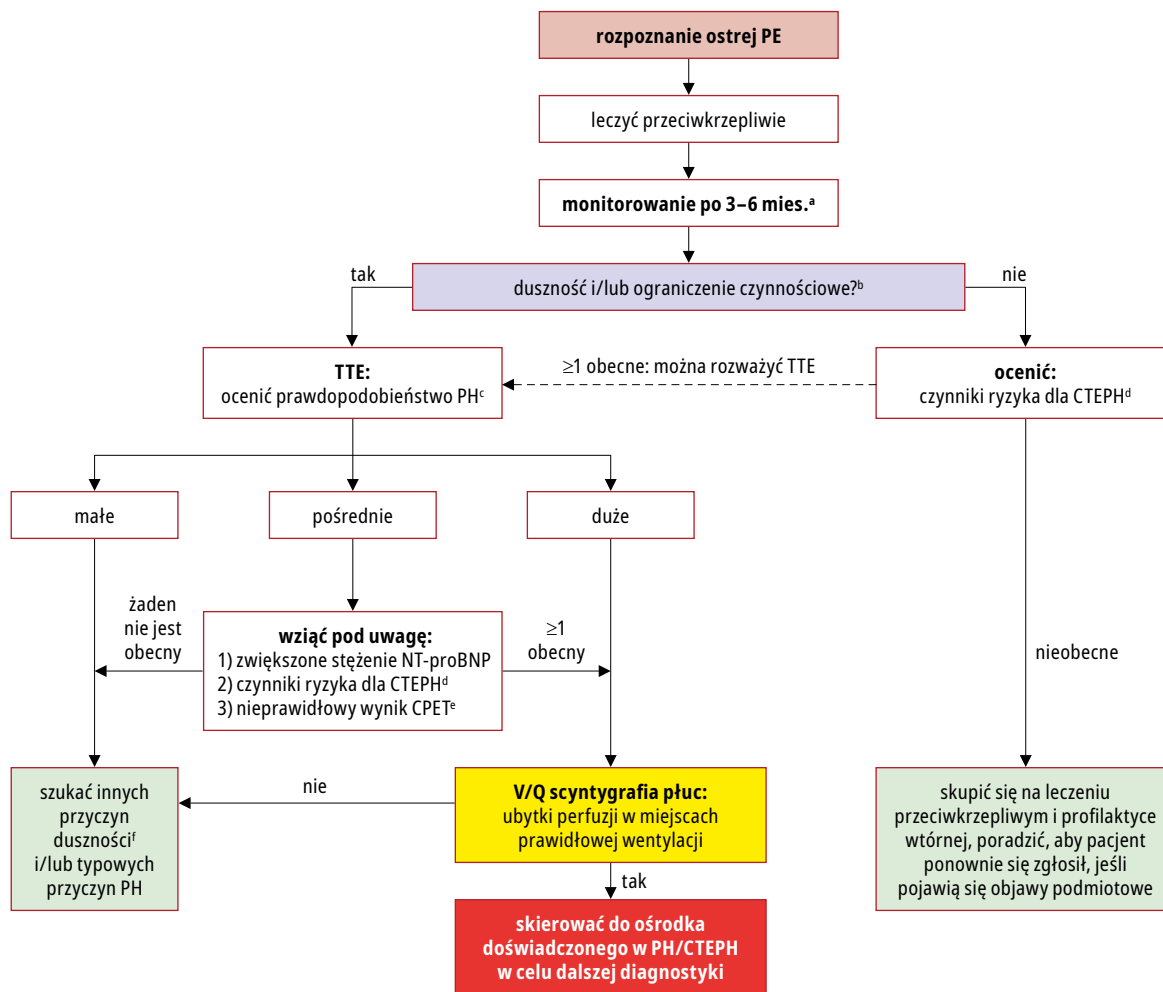 rozpoznanie ostrej PE
leczyć przeciwkrzepliwie
monitorowanie po 3–6 mies.ᵃ
tak
duszność i/lub ograniczenie czynnościowe?ᵇ
nie
TTE:
ocenić prawdopodobieństwo PHᶜ
≥1 obecne: można rozważyć TTE
ocenić:
czynniki ryzyka dla CTEPHᵈ
małe
pośrednie
duże
żaden
nie jest
obecny
wziąć pod uwagę:
1) zwiększone stężenie NT-proBNP
2) czynniki ryzyka dla CTEPHᵈ
3) nieprawidłowy wynik CPETᵉ
≥1
obecny
nieobecne
szukać innych
przyczyn
dusznościᶠ
i/lub typowych
przyczyn PH
nie
V/Q scyntygrafia płuc:
ubytki perfuzji w miejscach
prawidłowej wentylacji
skupić się na leczeniu
przeciwkrzepliwym i profilaktyce
wtórnej, poradzić, aby pacjent
ponownie się zgłosił, jeśli
pojawią się objawy podmiotowe
tak
skierować do ośrodka
doświadczonego w PH/CTEPH
w celu dalszej diagnostyki